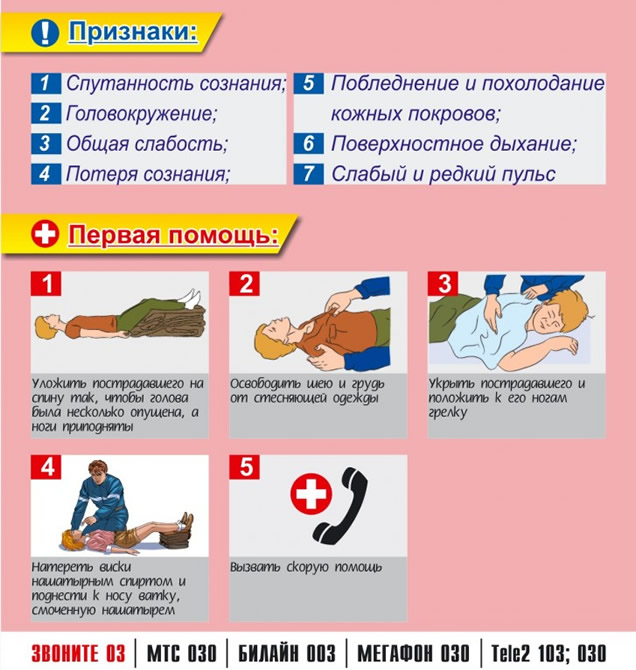 Признаки:
1 Спутанность сознания;
2 Головокружение;
3 Общая слабость;
4 Потеря сознания;
5 Побледнение и похолодание
кожных покровов;
6 Поверхностное дыхание;
7 Слабый и редкий пульс
Первая помощь:
1
Уложить пострадавшего на
спину так, чтобы голова
была несколько опущена, а
ноги приподняты
2
Освободить шею и грудь
от стесняющей одежды
3
Укрыть пострадавшего и
положить к его ногам
грелку
4
Натереть виски
нашатырным спиртом и
поднести к носу ватку,
смоченную нашатырем
5
Вызвать скорую помощь
ЗВОНИТЕ 03 | МТС 030 | БИЛАЙН 003 | МЕГАФОН 030 | Tele2 103; 030